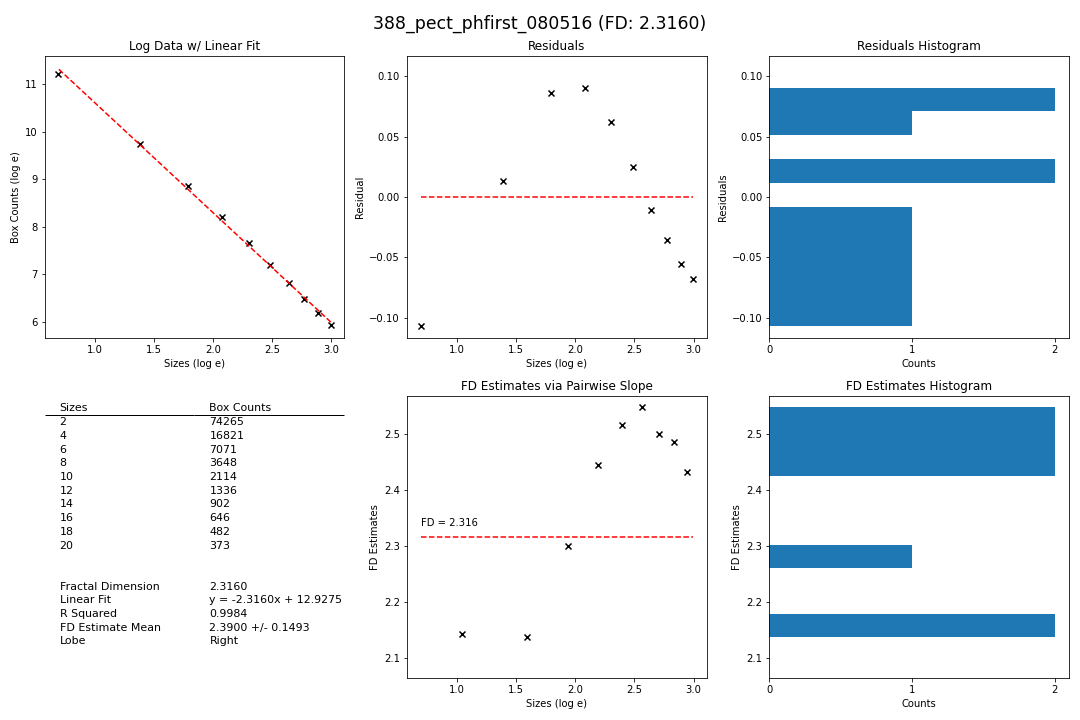 388_pect_phfirst_080516 (FD: 2.3160)
Log Data w/ Linear Fit
Box Counts (log e)
11
10
9
8
7
6
1.0 1.5 2.0 2.5 3.0
Sizes (log e)
Residuals
Residual
0.10
0.05
0.00
−0.05
−0.10
1.0 1.5 2.0 2.5 3.0
Sizes (log e)
Residuals Histogram
Residuals
0.10
0.05
0.00
−0.05
−0.10
0 1 2
Counts
Sizes Box Counts
2 74265
4 16821
6 7071
8 3648
10 2114
12 1336
14 902
16 646
18 482
20 373
Fractal Dimension 2.3160
Linear Fit y = -2.3160x + 12.9275
R Squared 0.9984
FD Estimate Mean 2.3900 +/- 0.1493
Lobe Right
FD Estimates via Pairwise Slope
FD Estimates
2.5
2.4
2.3
2.2
2.1
FD = 2.316
1.0 1.5 2.0 2.5 3.0
Sizes (log e)
FD Estimates Histogram
FD Estimates
2.5
2.4
2.3
2.2
2.1
0 1 2
Counts